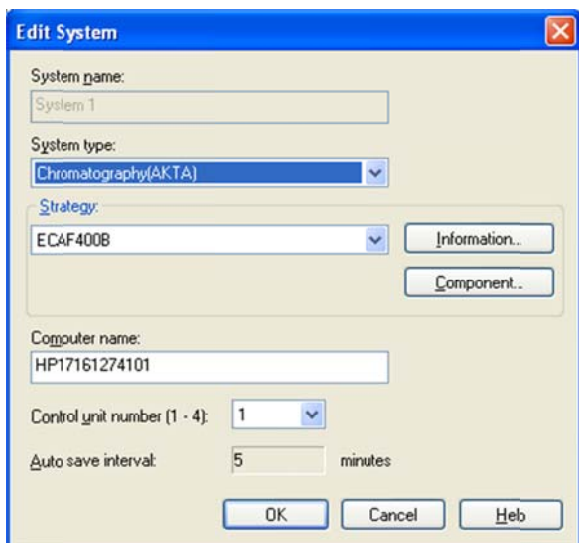 Edit System
System name:
System 1
System type:
Chromatography(AKTA)
Strategy:
ECAF400B
Information...
Component..
Computer name:
HP17161274101
Control unit number (1 - 4):
1
Auto save interval:
5
minutes
OK
Cancel
Heb